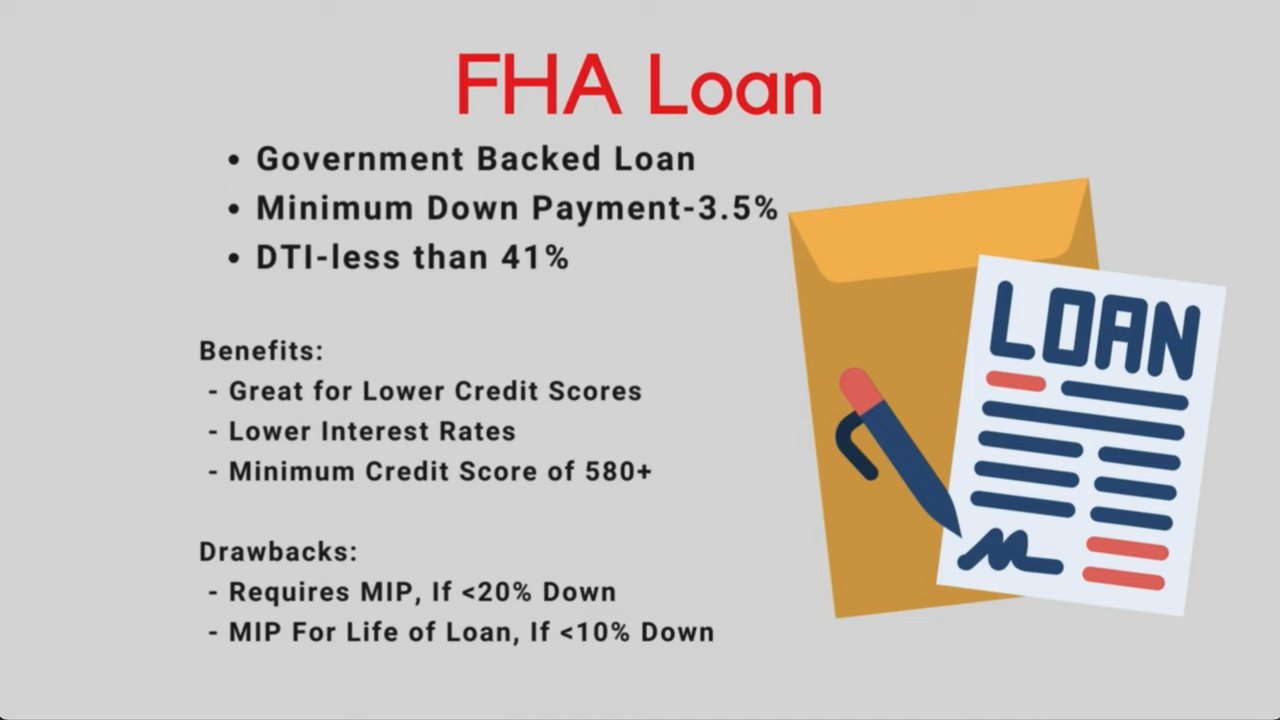 FHA Loan
• Government Backed Loan
• Minimum Down Payment-3.5%
• DTI-less than 41%
Benefits:
- Great for Lower Credit Scores
- Lower Interest Rates
- Minimum Credit Score of 580+
Drawbacks:
- Requires MIP, If <20% Down
- MIP For Life of Loan, If <10% Down
LOAN